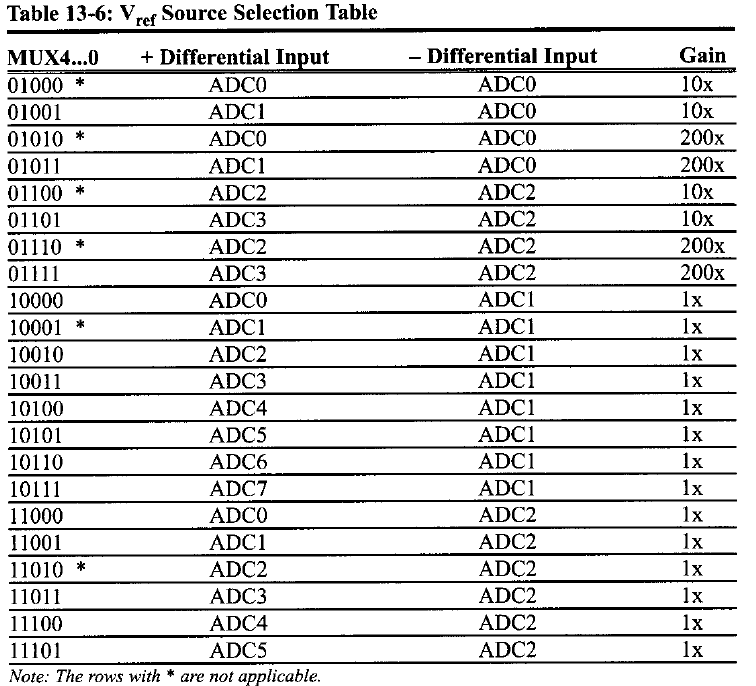 Table 13-6: Vref Source Selection Table
MUX4...0 + Differential Input – Differential Input Gain
01000 * ADC0 ADC0 10x
01001 ADC1 ADC0 10x
01010 * ADC0 ADC0 200x
01011 ADC1 ADC0 200x
01100 * ADC2 ADC2 10x
01101 ADC3 ADC2 10x
01110 * ADC2 ADC2 200x
01111 ADC3 ADC2 200x
10000 ADC0 ADC1 1x
10001 * ADC1 ADC1 1x
10010 ADC2 ADC1 1x
10011 ADC3 ADC1 1x
10100 ADC4 ADC1 1x
10101 ADC5 ADC1 1x
10110 ADC6 ADC1 1x
10111 ADC7 ADC1 1x
11000 ADC0 ADC2 1x
11001 ADC1 ADC2 1x
11010 * ADC2 ADC2 1x
11011 ADC3 ADC2 1x
11100 ADC4 ADC2 1x
11101 ADC5 ADC2 1x
Note: The rows with * are not applicable.